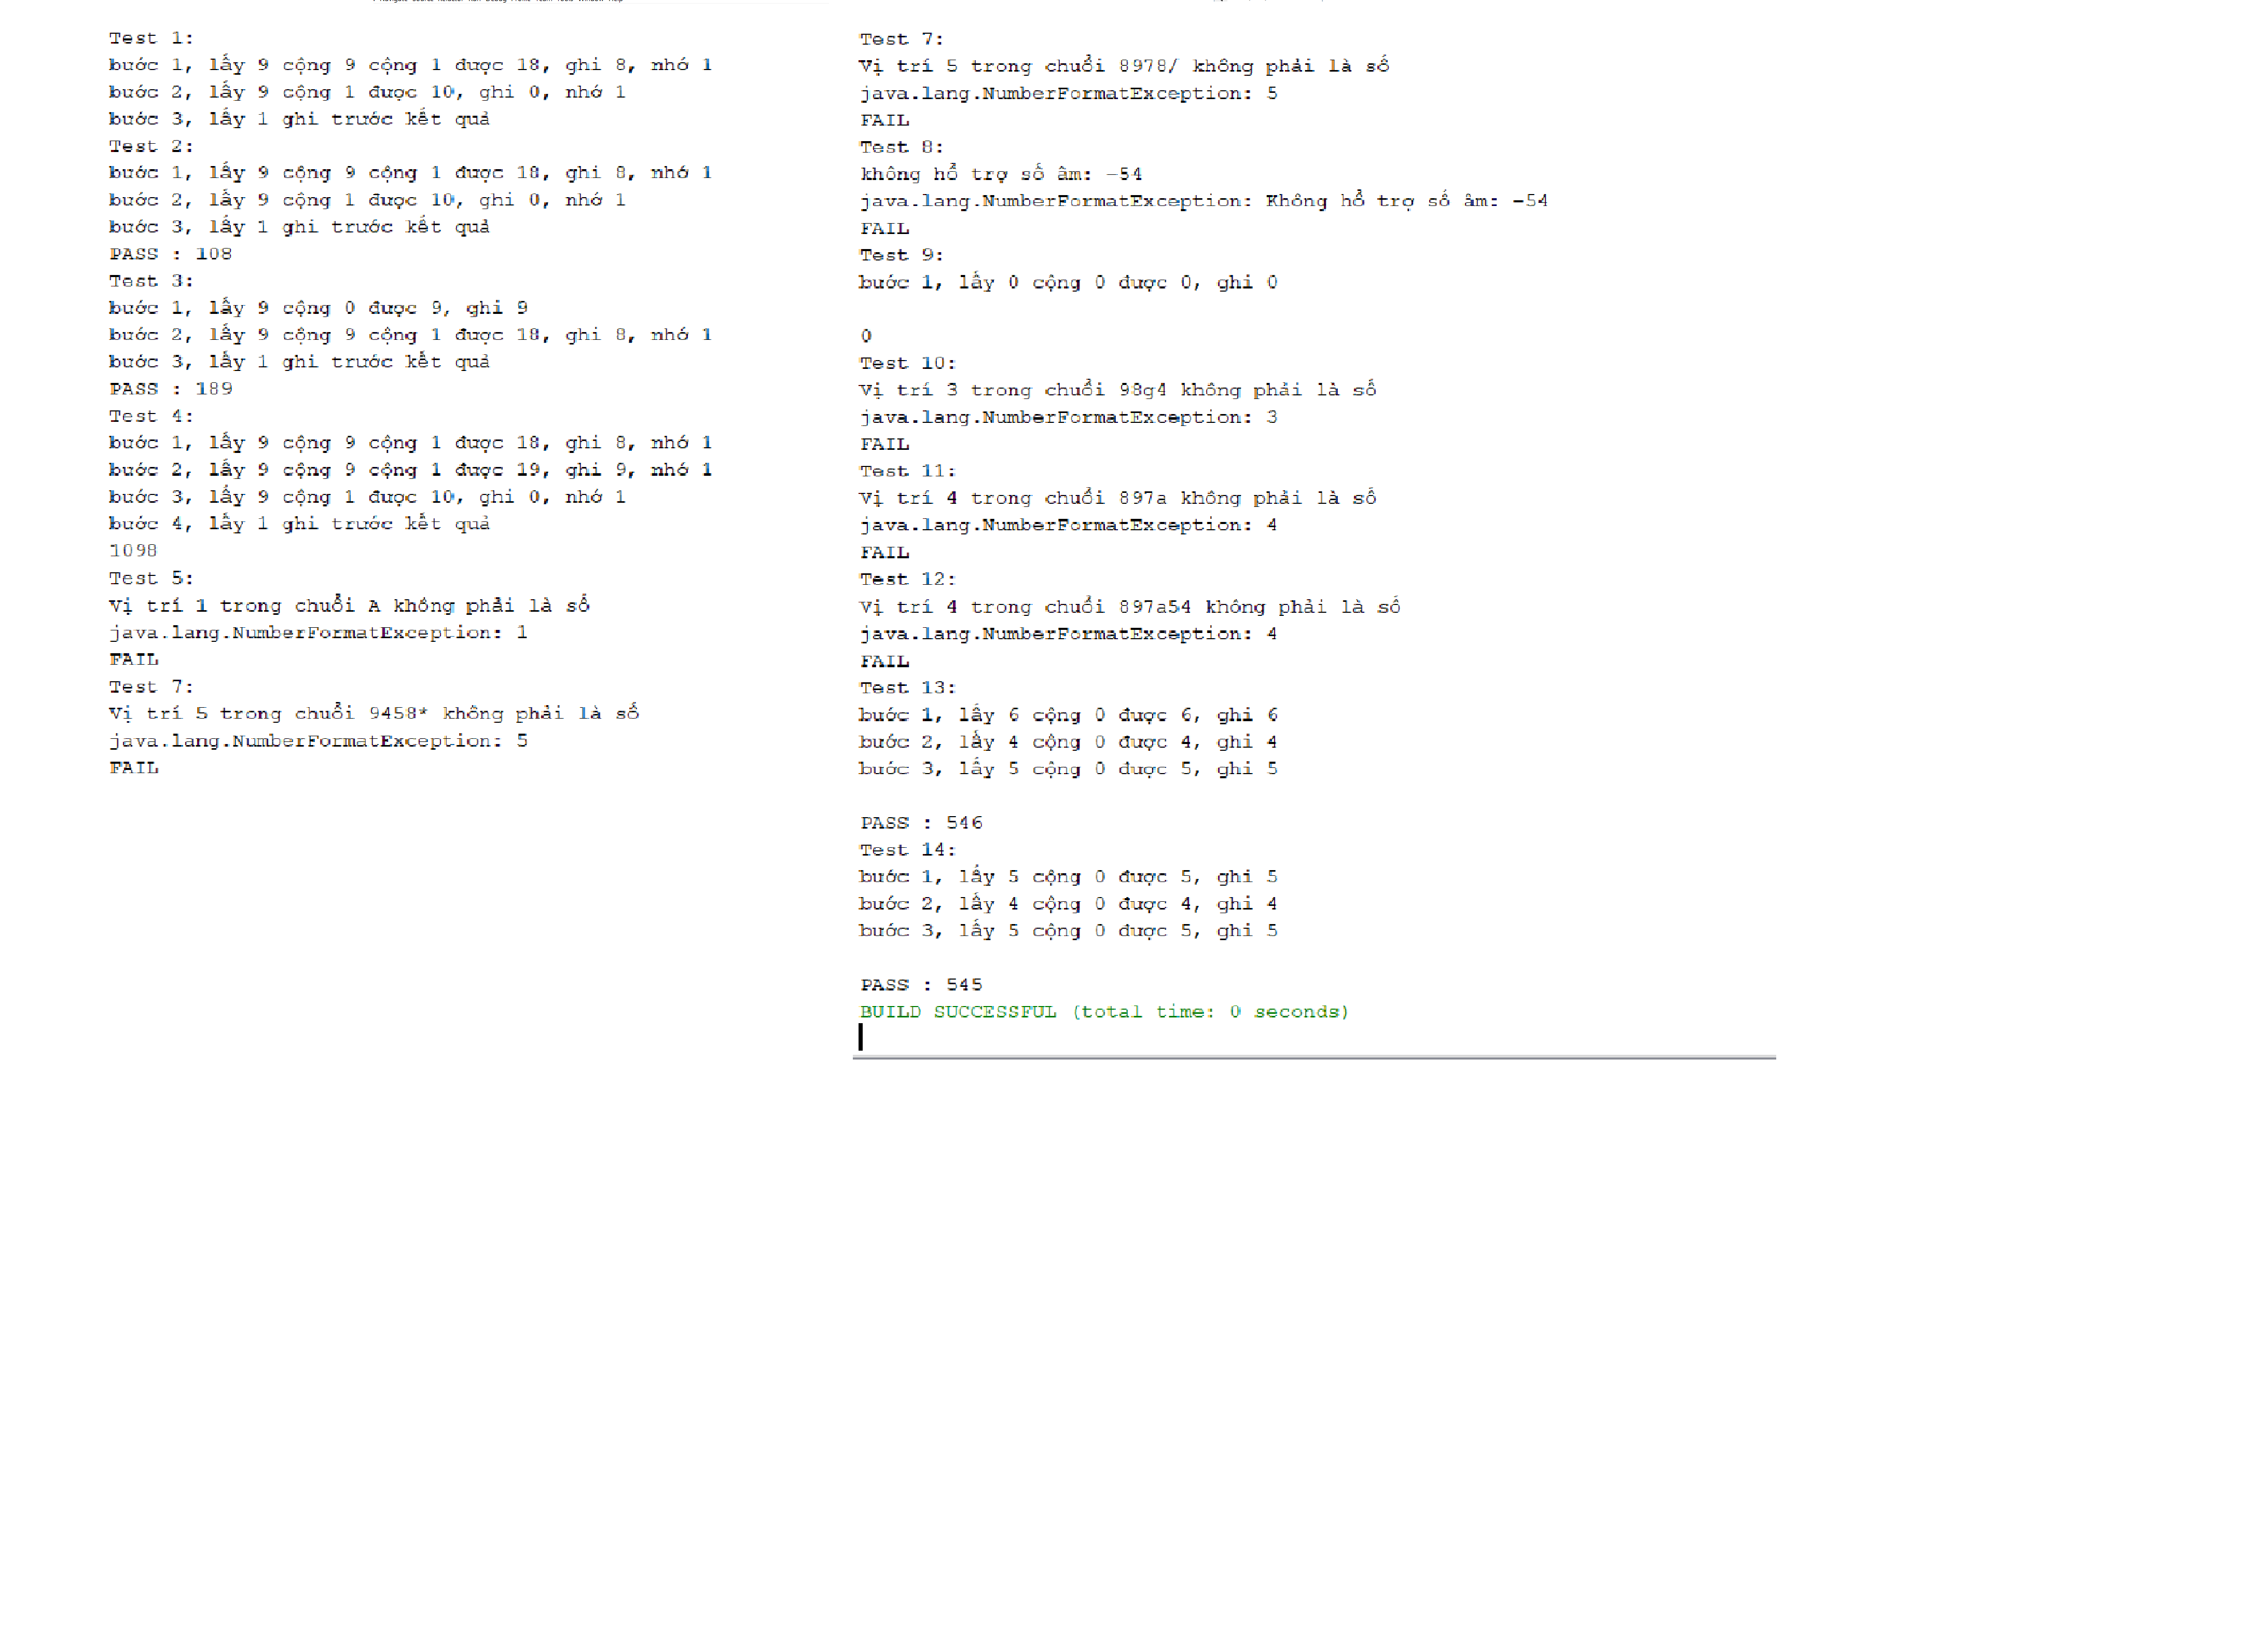 Test 1:
bước 1, lấy 9 cộng 9 cộng 1 được 18, ghi 8, nhớ 1
bước 2, lấy 9 cộng 1 được 10, ghi 0, nhớ 1
bước 3, lấy 1 ghi trước kết quả
Test 2:
bước 1, lấy 9 cộng 9 cộng 1 được 18, ghi 8, nhớ 1
bước 2, lấy 9 cộng 1 được 10, ghi 0, nhớ 1
bước 3, lấy 1 ghi trước kết quả
PASS : 108
Test 3:
bước 1, lấy 9 cộng 0 được 9, ghi 9
bước 2, lấy 9 cộng 9 cộng 1 được 18, ghi 8, nhớ 1
bước 3, lấy 1 ghi trước kết quả
PASS : 189
Test 4:
bước 1, lấy 9 cộng 9 cộng 1 được 18, ghi 8, nhớ 1
bước 2, lấy 9 cộng 9 cộng 1 được 19, ghi 9, nhớ 1
bước 3, lấy 9 cộng 1 được 10, ghi 0, nhớ 1
bước 4, lấy 1 ghi trước kết quả
1098
Test 5:
Vị trí 1 trong chuổi A không phải là số
java.lang.NumberFormatException: 1
FAIL
Test 7:
Vị trí 5 trong chuổi 9458* không phải là số
java.lang.NumberFormatException: 5
FAIL
Test 7:
Vị trí 5 trong chuổi 8978/ không phải là số
java.lang.NumberFormatException: 5
FAIL
Test 8:
không hổ trợ số âm: -54
java.lang.NumberFormatException: Không hổ trợ số âm: -54
FAIL
Test 9:
bước 1, lấy 0 cộng 0 được 0, ghi 0
0
Test 10:
Vị trí 3 trong chuổi 98g4 không phải là số
java.lang.NumberFormatException: 3
FAIL
Test 11:
Vị trí 4 trong chuổi 897a không phải là số
java.lang.NumberFormatException: 4
FAIL
Test 12:
Vị trí 4 trong chuổi 897a54 không phải là số
java.lang.NumberFormatException: 4
FAIL
Test 13:
bước 1, lấy 6 cộng 0 được 6, ghi 6
bước 2, lấy 4 cộng 0 được 4, ghi 4
bước 3, lấy 5 cộng 0 được 5, ghi 5
PASS : 546
Test 14:
bước 1, lấy 5 cộng 0 được 5, ghi 5
bước 2, lấy 4 cộng 0 được 4, ghi 4
bước 3, lấy 5 cộng 0 được 5, ghi 5
PASS : 545
BUILD SUCCESSFUL (total time: 0 seconds)